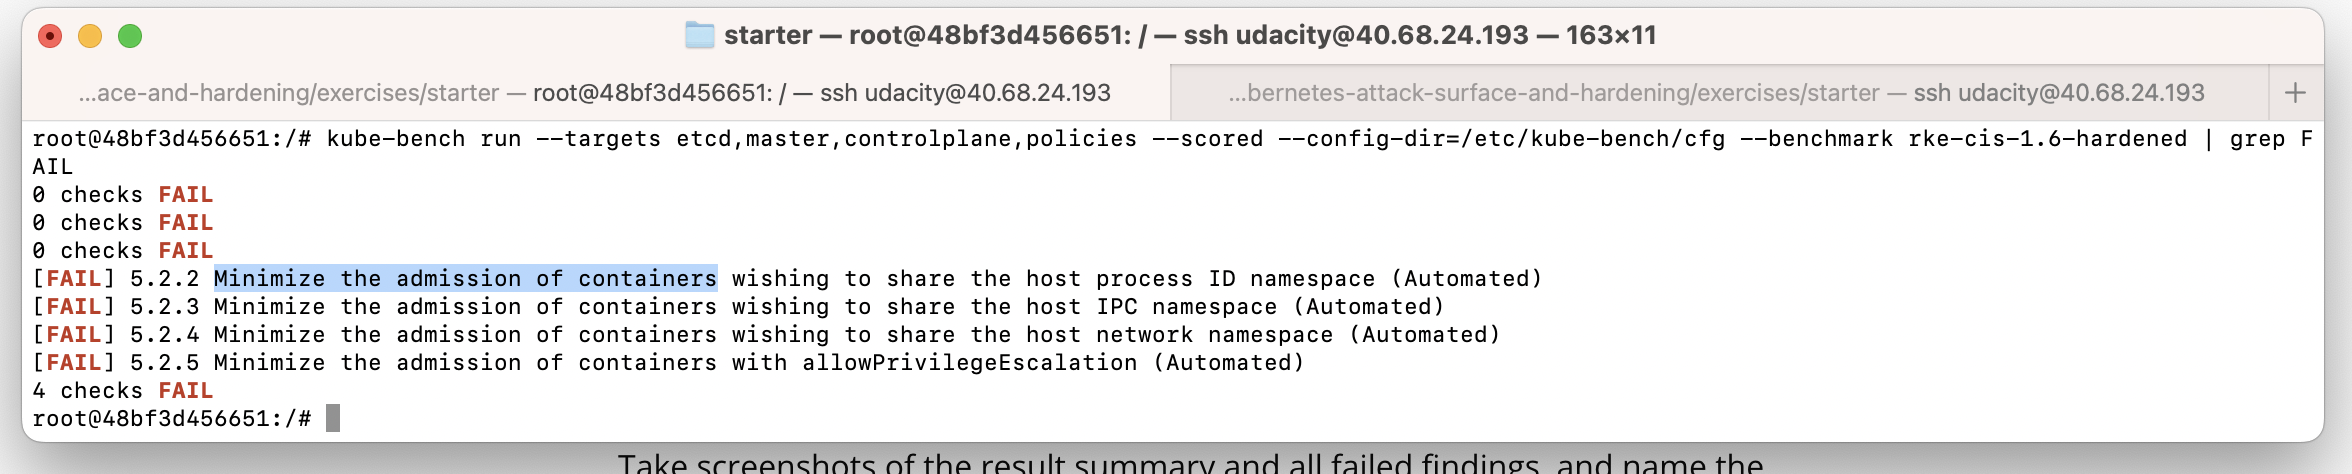 starter — root@48bf3d456651: / — ssh udacity@40.68.24.193 — 163×11
...ace-and-hardening/exercises/starter — root@48bf3d456651: / — ssh udacity@40.68.24.193
...bernetes-attack-surface-and-hardening/exercises/starter — ssh udacity@40.68.24.193 +
root@48bf3d456651:/# kube-bench run --targets etcd,master,controlplane,policies --scored --config-dir=/etc/kube-bench/cfg --benchmark rke-cis-1.6-hardened | grep F
AIL
0 checks FAIL
0 checks FAIL
0 checks FAIL
[FAIL] 5.2.2 Minimize the admission of containers wishing to share the host process ID namespace (Automated)
[FAIL] 5.2.3 Minimize the admission of containers wishing to share the host IPC namespace (Automated)
[FAIL] 5.2.4 Minimize the admission of containers wishing to share the host network namespace (Automated)
[FAIL] 5.2.5 Minimize the admission of containers with allowPrivilegeEscalation (Automated)
4 checks FAIL
root@48bf3d456651:/#
Take screenshots of the result summary and all failed findings, and name the